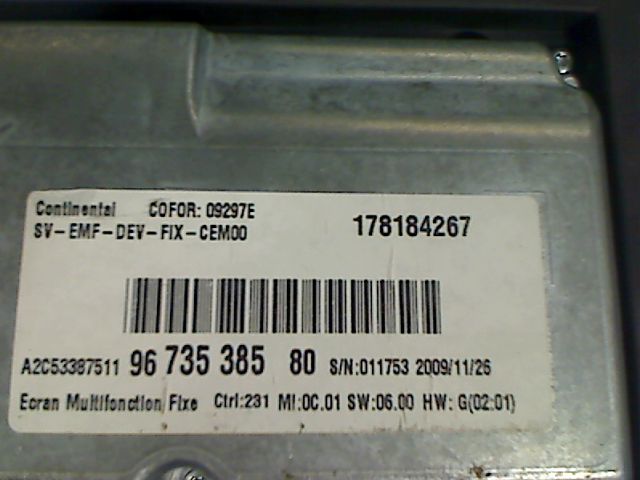 Continental COFOR: 09297E
SV-EMF-DEV-FIX-CEM00
178184267
A2C53387511 96 735 385 80 S/N:011753 2009/11/26
Ecran Multifonction Fixe Ctrl:231 MI:0C.01 SW:06.00 HW: G(02:01)